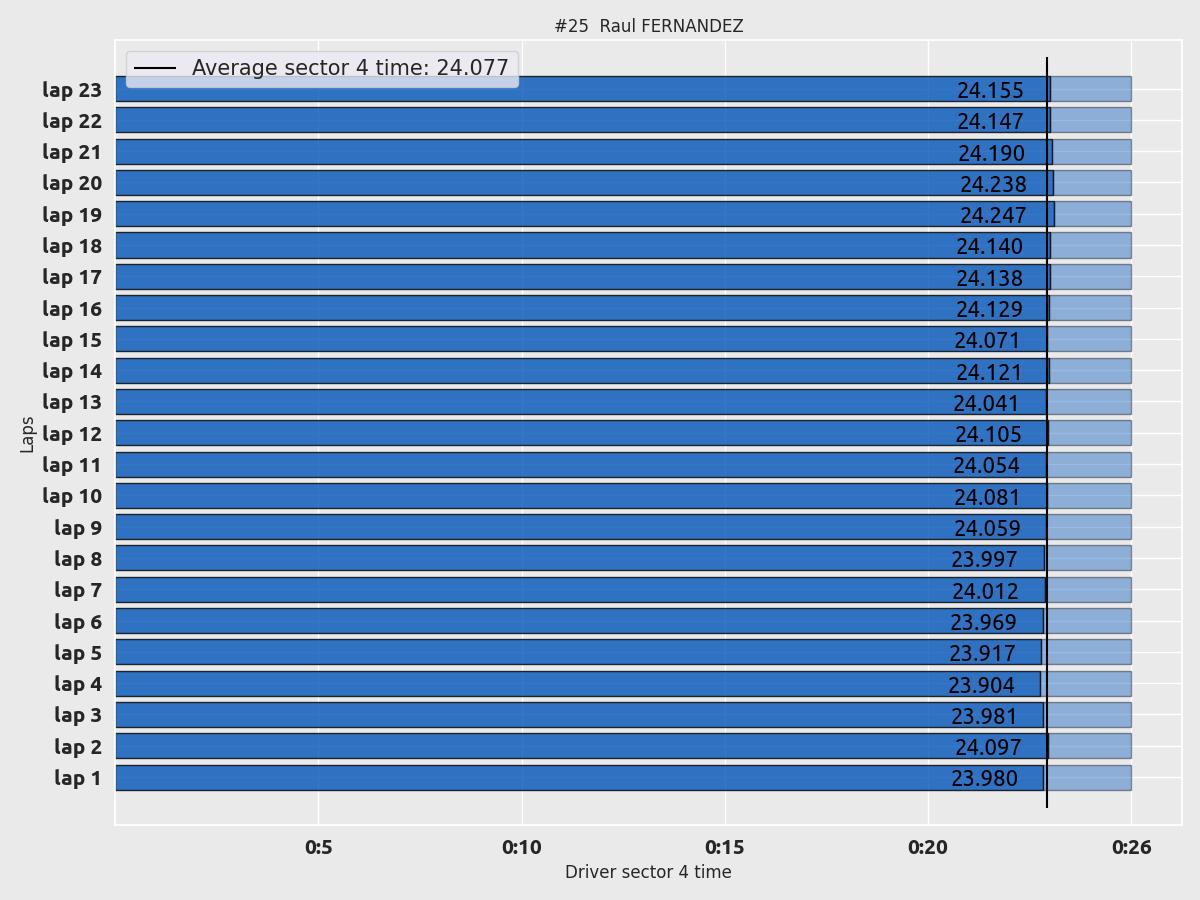 #25 Raul FERNANDEZ
Average sector 4 time: 24.077
lap 23 24.155
lap 22 24.147
lap 21 24.190
lap 20 24.238
lap 19 24.247
lap 18 24.140
lap 17 24.138
lap 16 24.129
lap 15 24.071
lap 14 24.121
lap 13 24.041
lap 12 24.105
lap 11 24.054
lap 10 24.081
lap 9 24.059
lap 8 23.997
lap 7 24.012
lap 6 23.969
lap 5 23.917
lap 4 23.904
lap 3 23.981
lap 2 24.097
lap 1 23.980
Laps
0:5 0:10 0:15 0:20 0:26
Driver sector 4 time